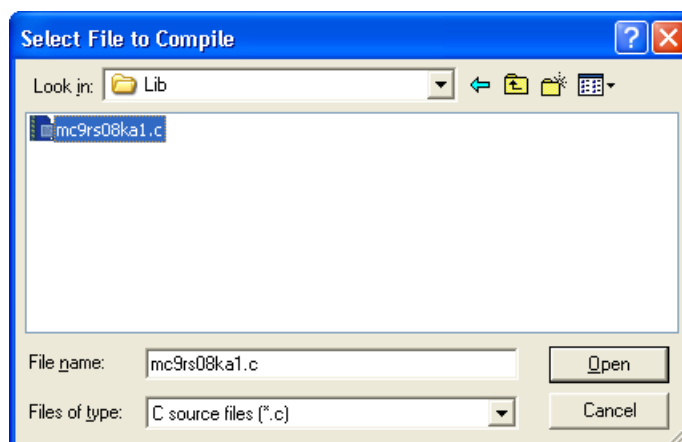 Select File to Compile
Look in: Lib
mc9rs08ka1.c
File name: mc9rs08ka1.c Open
Files of type: C source files (*.c) Cancel